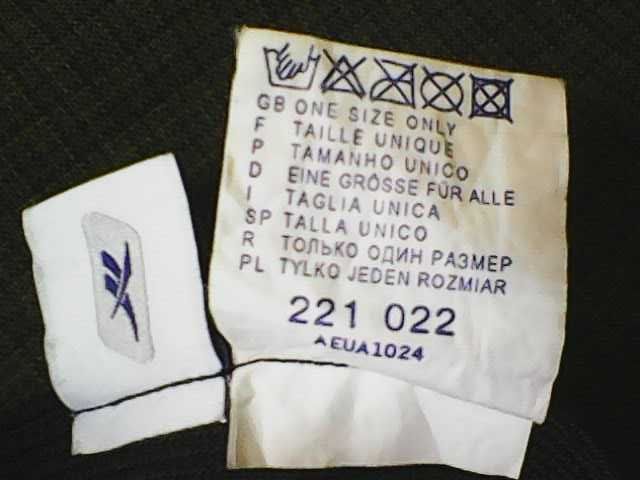 GB ONE SIZE ONLY
F TAILLE UNIQUE
P TAMANHO UNICO
D EINE GRÖSSE FÜR ALLE
I TAGLIA UNICA
SP TALLA UNICO
R ТОЛЬКО ОДИН РАЗМЕР
PL TYLKO JEDEN ROZMIAR
221 022
AEUA1024